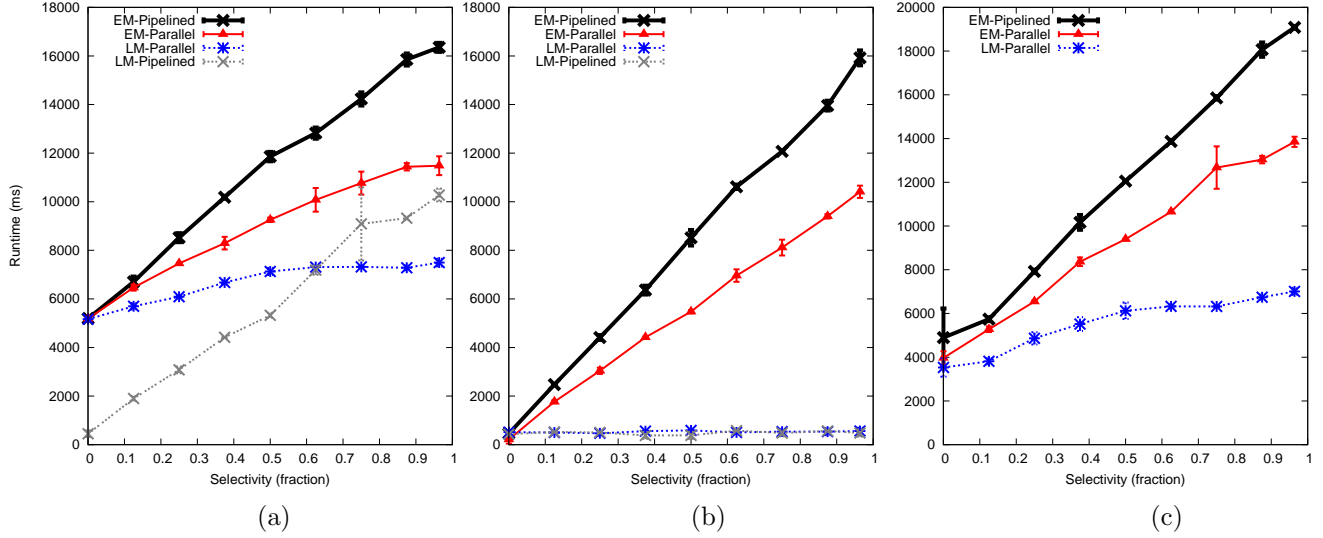 EM-Pipelined
EM-Parallel
LM-Parallel
LM-Pipelined
18000
16000
14000
12000
10000
8000
6000
4000
2000
0
Runtime (ms)
0 0.1 0.2 0.3 0.4 0.5 0.6 0.7 0.8 0.9 1
Selectivity (fraction)
(a)
EM-Pipelined
EM-Parallel
LM-Parallel
LM-Pipelined
18000
16000
14000
12000
10000
8000
6000
4000
2000
0
0 0.1 0.2 0.3 0.4 0.5 0.6 0.7 0.8 0.9 1
Selectivity (fraction)
(b)
EM-Pipelined
EM-Parallel
LM-Parallel
20000
18000
16000
14000
12000
10000
8000
6000
4000
2000
0
0 0.1 0.2 0.3 0.4 0.5 0.6 0.7 0.8 0.9 1
Selectivity (fraction)
(c)